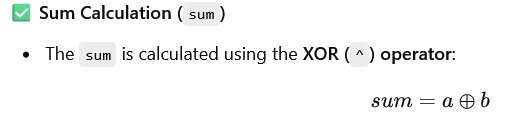 ✅ Sum Calculation (sum)
• The sum is calculated using the XOR (^) operator:
sum = a ⊕ b